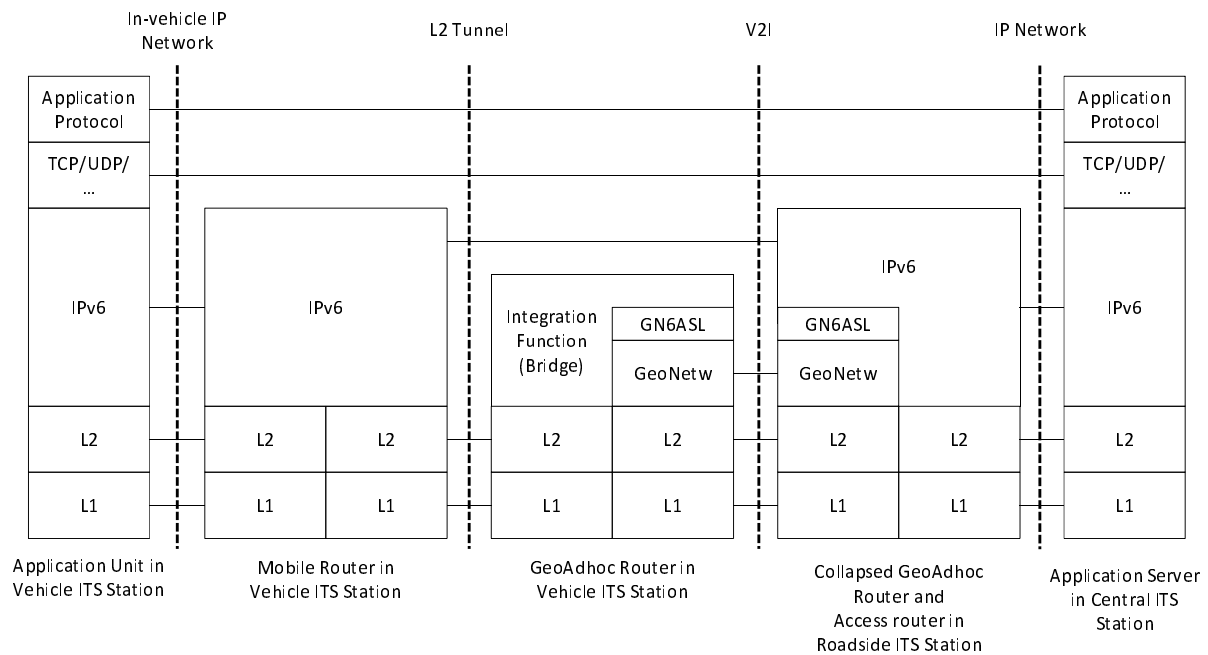 In-vehicle IP
Network
L2 Tunnel
V2I
IP Network
Application
Protocol
Application
Protocol
TCP/UDP/
...
TCP/UDP/
...
IPv6
IPv6
Integration
Function
(Bridge)
GN6ASL
GeoNetw
IPv6
GN6ASL
GeoNetw
IPv6
L2
L2
L2
L2
L2
L2
L2
L2
L1
L1
L1
L1
L1
L1
L1
L1
Application Unit in
Vehicle ITS Station
Mobile Router in
Vehicle ITS Station
GeoAdhoc Router in
Vehicle ITS Station
Collapsed GeoAdhoc
Router and
Access router in
Roadside ITS Station
Application Server
in Central ITS
Station